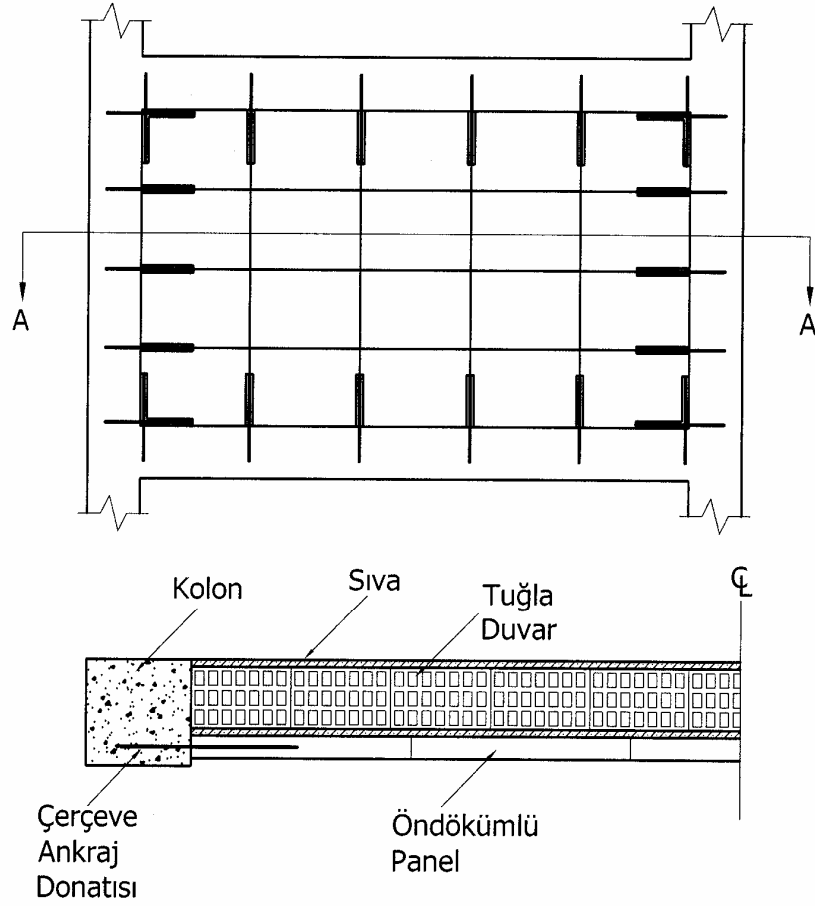 A
A
Kolon
Sıva
Tuğla
Duvar
℄
Çerçeve
Ankraj
Donatısı
Öndökümlü
Panel